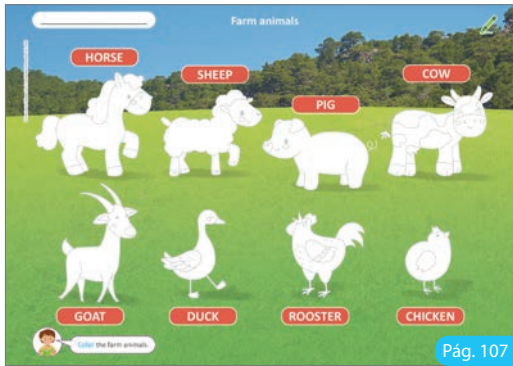 Farm animals
HORSE
SHEEP
COW
PIG
GOAT
DUCK
ROOSTER
CHICKEN
Color the farm animals.
Pág. 107